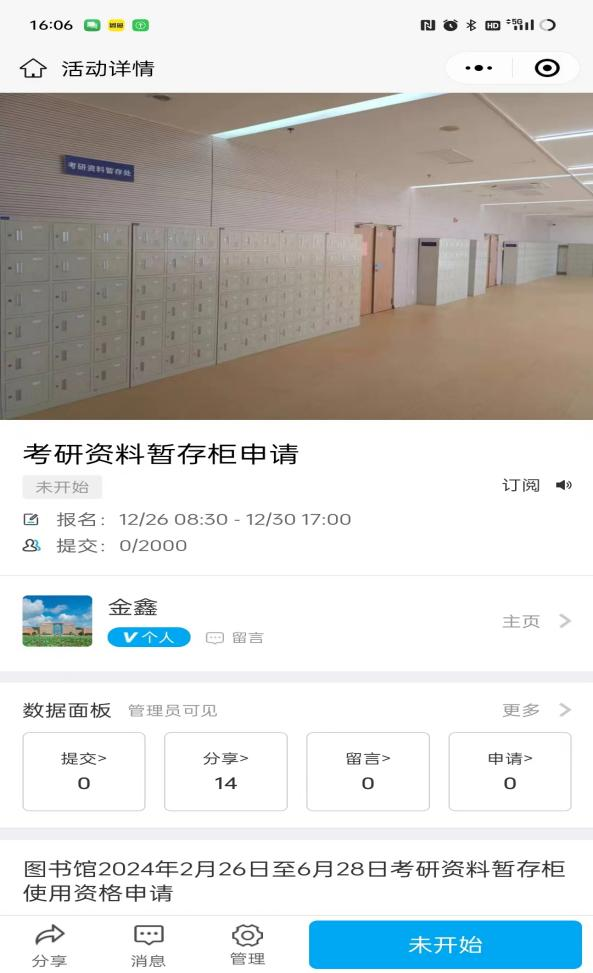 16:06
HD
5G
活动详情
考研资料暂存处
考研资料暂存柜申请
未开始
订阅
报名：12/26 08:30 - 12/30 17:00
提交：0/2000
金鑫
个人
留言
主页
数据面板 管理员可见
更多
提交> 分享> 留言> 申请>
0 14 0 0
图书馆2024年2月26日至6月28日考研资料暂存柜
使用资格申请
分享 消息 管理 未开始